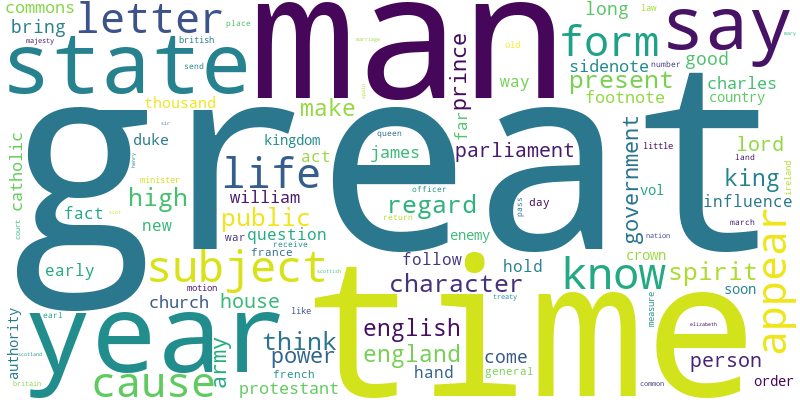 commons
letter
place
man
long
law
say
bring
majesty
british
old
form
mary
state
send
marriage
prince
sidenote
number
good
way
present
charles
thousand
make
footnote
country
great
far
sir
duke
kingdom
queen
lord
catholic
act
james
parliament
government
little
land
life
henry
king
minister
officer
high
william
regard
vol
influence
ireland
fact
public
return
pass
day
new
question
enemy
march
court
war
crown
nation
france
receive
follow
hold
early
subject
scottish
know
spirit
soon
appear
character
motion
like
treaty
church
house
measure
authority
earl
year
time
english
elizabeth
think
scotland
power
england
come
person
army
french
hand
general
cause
protestant
britain
common
order